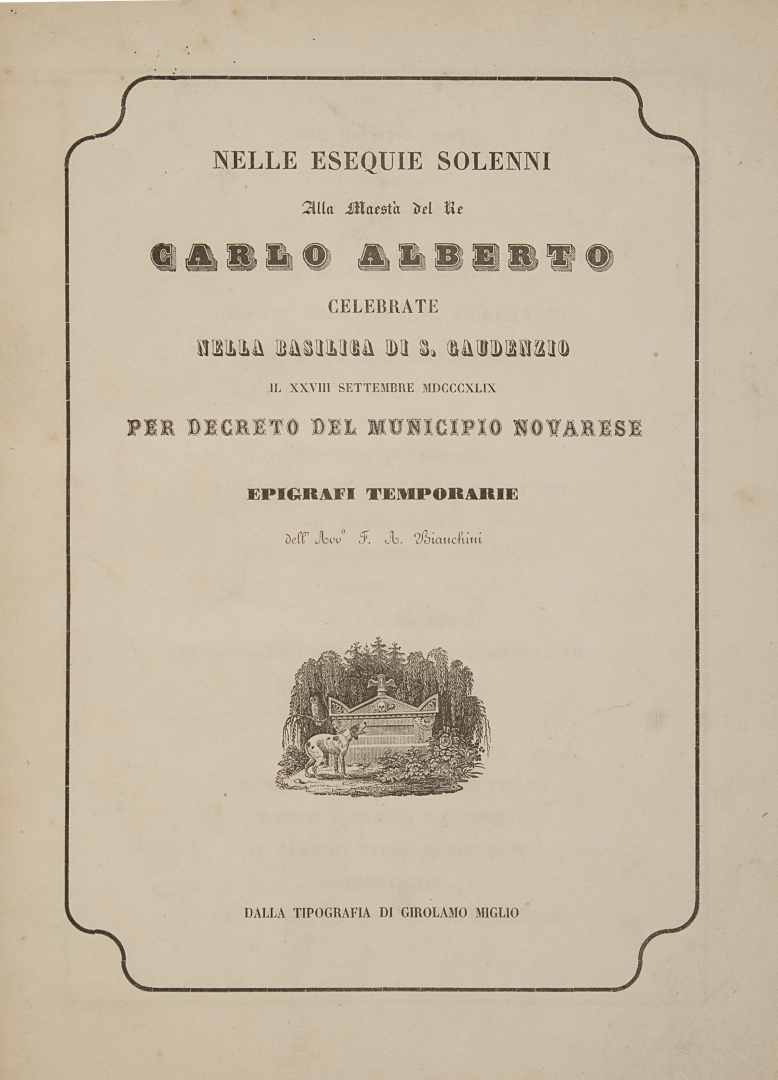 NELLE ESEQUIE SOLENNI
Alla Maestà del Re
CARLO ALBERTO
CELEBRATE
NELLA BASILICA DI S. GAUDENZIO
IL XXVIII SETTEMBRE MDCCCXLIX
PER DECRETO DEL MUNICIPIO NOVARESE
EPIGRAFI TEMPORARIE
dell' Avv° F. A. Bianchini
DALLA TIPOGRAFIA DI GIROLAMO MIGLIO